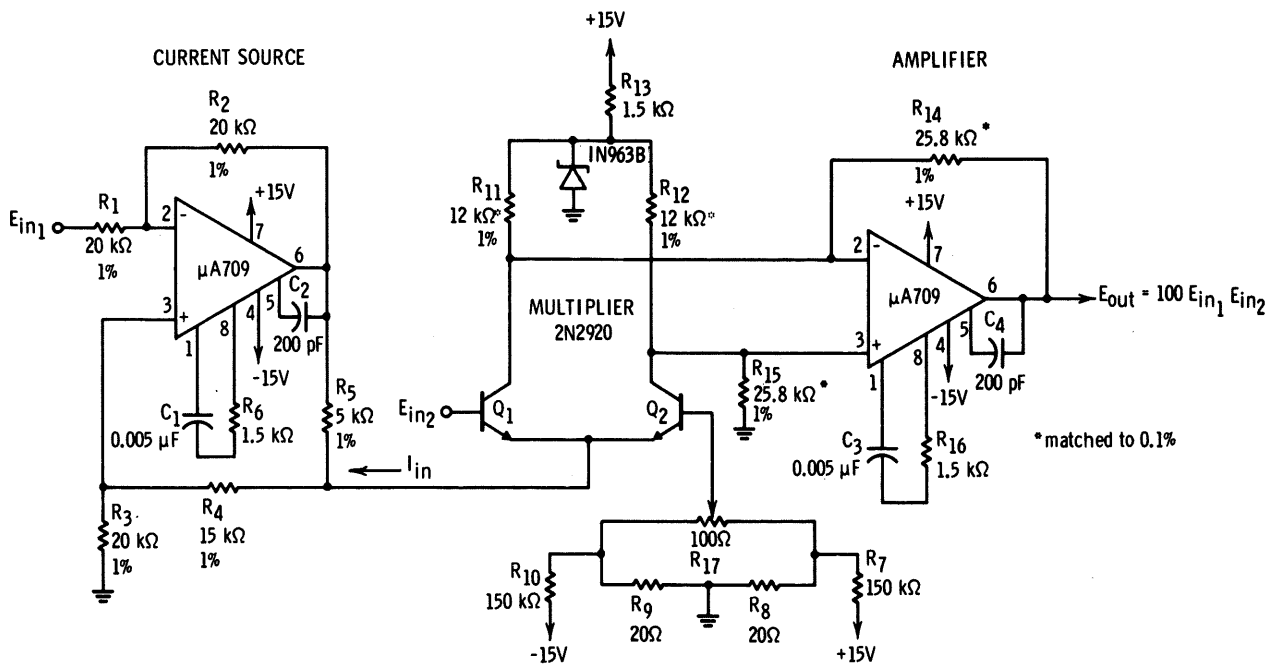 +15V
CURRENT SOURCE
AMPLIFIER
R13
1.5 kΩ
R2
20 kΩ
1%
R14
25.8 kΩ*
1%
IN963B
+15V
R11
12 kΩ*
1%
R12
12 kΩ*
1%
+15V
Ein1
R1
20 kΩ
1%
2
-
7
6
μA709
C2
3
+
1
8
4
5
200 pF
-15V
MULTIPLIER
2N2920
2
-
7
6
μA709
Eout = 100 Ein1 Ein2
3
+
1
8
4
5
C4
200 pF
-15V
R15
25.8 kΩ*
1%
C1
0.005 μF
R6
1.5 kΩ
R5
5 kΩ
1%
Ein2
Q1
Q2
C3
0.005 μF
R16
1.5 kΩ
*matched to 0.1%
Iin
R3
20 kΩ
1%
R4
15 kΩ
1%
100Ω
R17
R10
150 kΩ
R9
20Ω
R8
20Ω
R7
150 kΩ
-15V
+15V